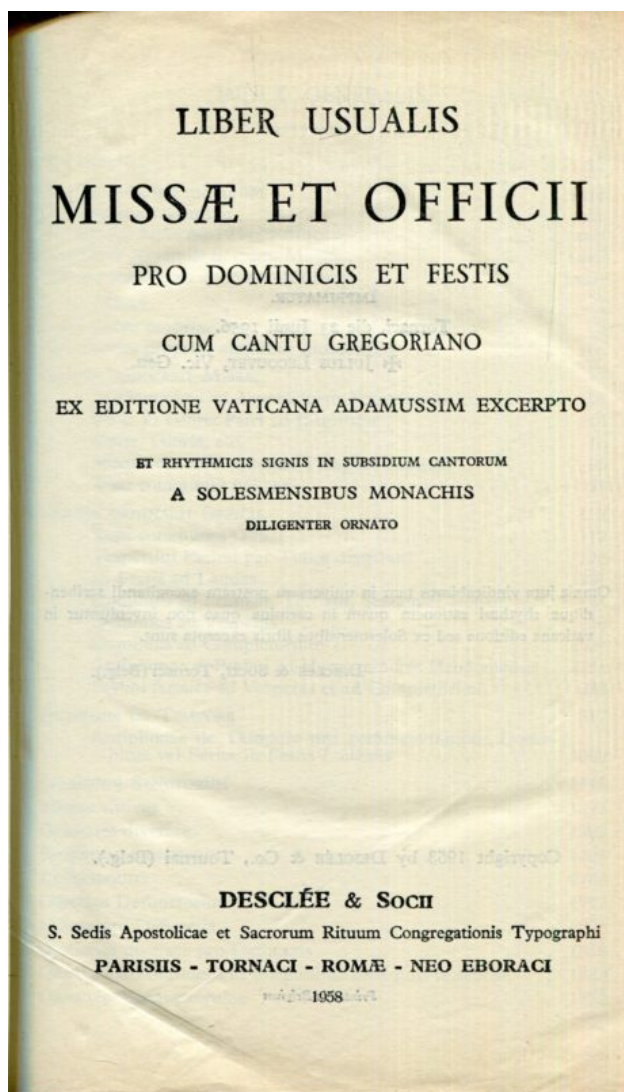 LIBER USUALIS
MISSÆ ET OFFICII
PRO DOMINICIS ET FESTIS
CUM CANTU GREGORIANO
EX EDITIONE VATICANA ADAMUSSIM EXCERPTO
ET RHYTHMICIS SIGNIS IN SUBSIDIUM CANTORUM
A SOLESMENSIBUS MONACHIS
DILIGENTER ORNATO
DESCLÉE & SOCII
S. Sedis Apostolicae et Sacrorum Rituum Congregationis Typographi
PARISIIS - TORNACI - ROMÆ - NEO EBORACI
1958